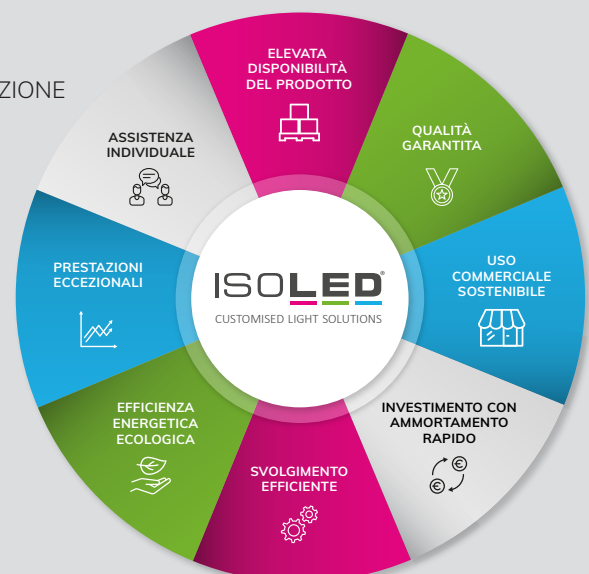 ZIONE
ELEVATA
DISPONIBILITÀ
DEL PRODOTTO
QUALITÀ
GARANTITA
USO
COMMERCIALE
SOSTENIBILE
INVESTIMENTO CON
AMMORTAMENTO
RAPIDO
SVOLGIMENTO
EFFICIENTE
EFFICIENZA
ENERGETICA
ECOLOGICA
PRESTAZIONI
ECCEZIONALI
ASSISTENZA
INDIVIDUALE
ISOLED®
CUSTOMISED LIGHT SOLUTIONS